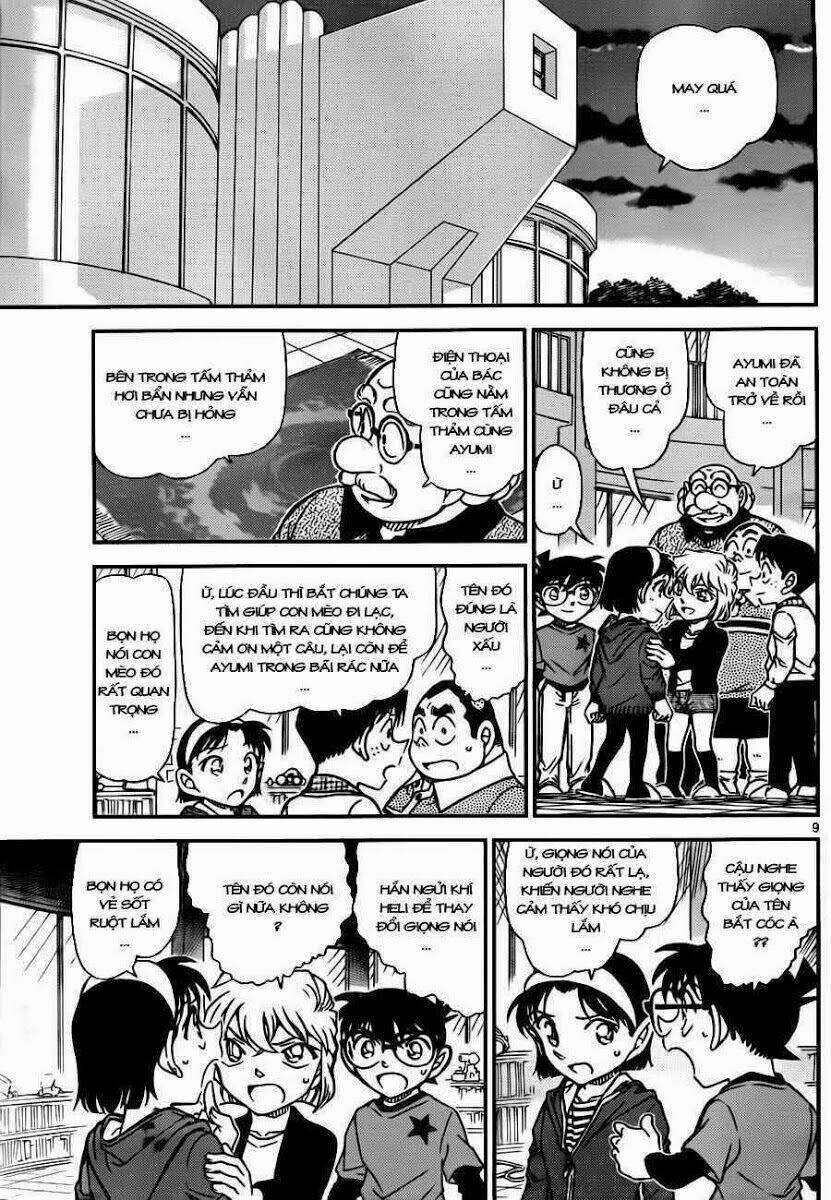 MAY QUÁ
...
AYUMI ĐÃ
AN TOÀN
TRỞ VỀ RỒI
...
CŨNG
KHÔNG BỊ
THƯƠNG Ở
ĐÂU CẢ
...
Ừ
...
ĐIỆN THOẠI
CỦA BÁC
CŨNG NẰM
TRONG TẤM
THẢM CÙNG
AYUMI
...
BÊN TRONG TẤM THẢM
HƠI BẨN NHƯNG VẪN
CHƯA BỊ HỎNG
...
TÊN ĐÓ
ĐÚNG LÀ
NGƯỜI
XẤU
...
Ừ, LÚC ĐẦU THÌ BẮT CHÚNG TA
TÌM GIÚP CON MÈO ĐI LẠC,
ĐẾN KHI TÌM RA CŨNG KHÔNG
CẢM ƠN MỘT CÂU, LẠI CÒN ĐỂ
AYUMI TRONG BÃI RÁC NỮA
...
BỌN HỌ
NÓI CON
MÈO ĐÓ
RẤT QUAN
TRỌNG
...
9
CẬU NGHE
THẤY GIỌNG
CỦA TÊN
BẮT CÓC À
??
Ừ, GIỌNG NÓI CỦA
NGƯỜI ĐÓ RẤT LẠ,
KHIẾN NGƯỜI NGHE
CẢM THẤY KHÓ CHỊU
LẮM
...
HẮN NGỬI KHÍ
HELI ĐỂ THAY
ĐỔI GIỌNG NÓI
...
TÊN ĐÓ CÒN NÓI
GÌ NỮA KHÔNG
?
BỌN HỌ CÓ
VẺ GỐT
RUỘT LẮM
...